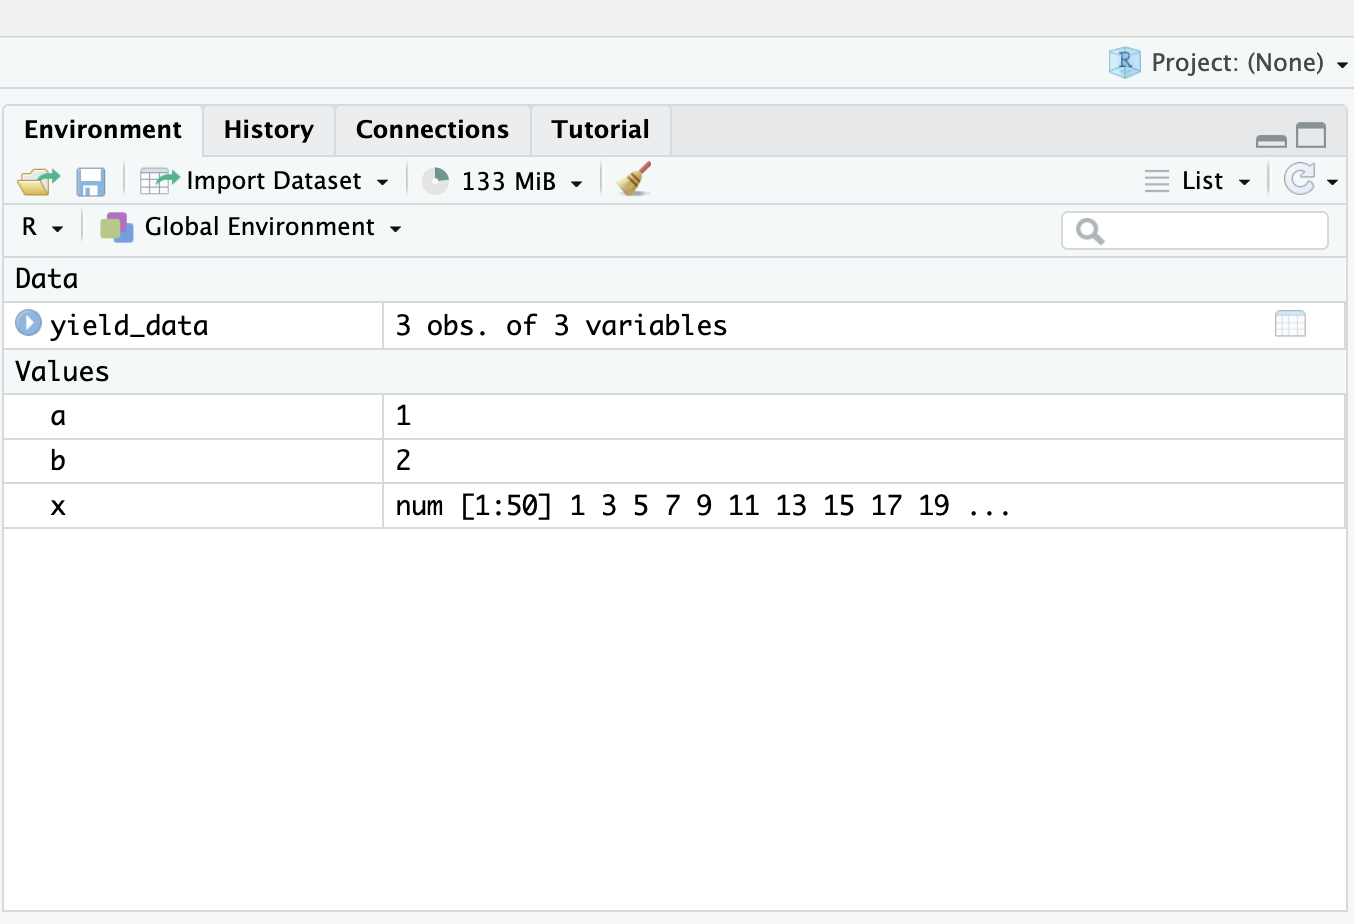 Project: (None)
Environment History Connections Tutorial
Import Dataset 133 MiB List
R Global Environment
Data
yield_data 3 obs. of 3 variables
Values
a 1
b 2
x num [1:50] 1 3 5 7 9 11 13 15 17 19 ...